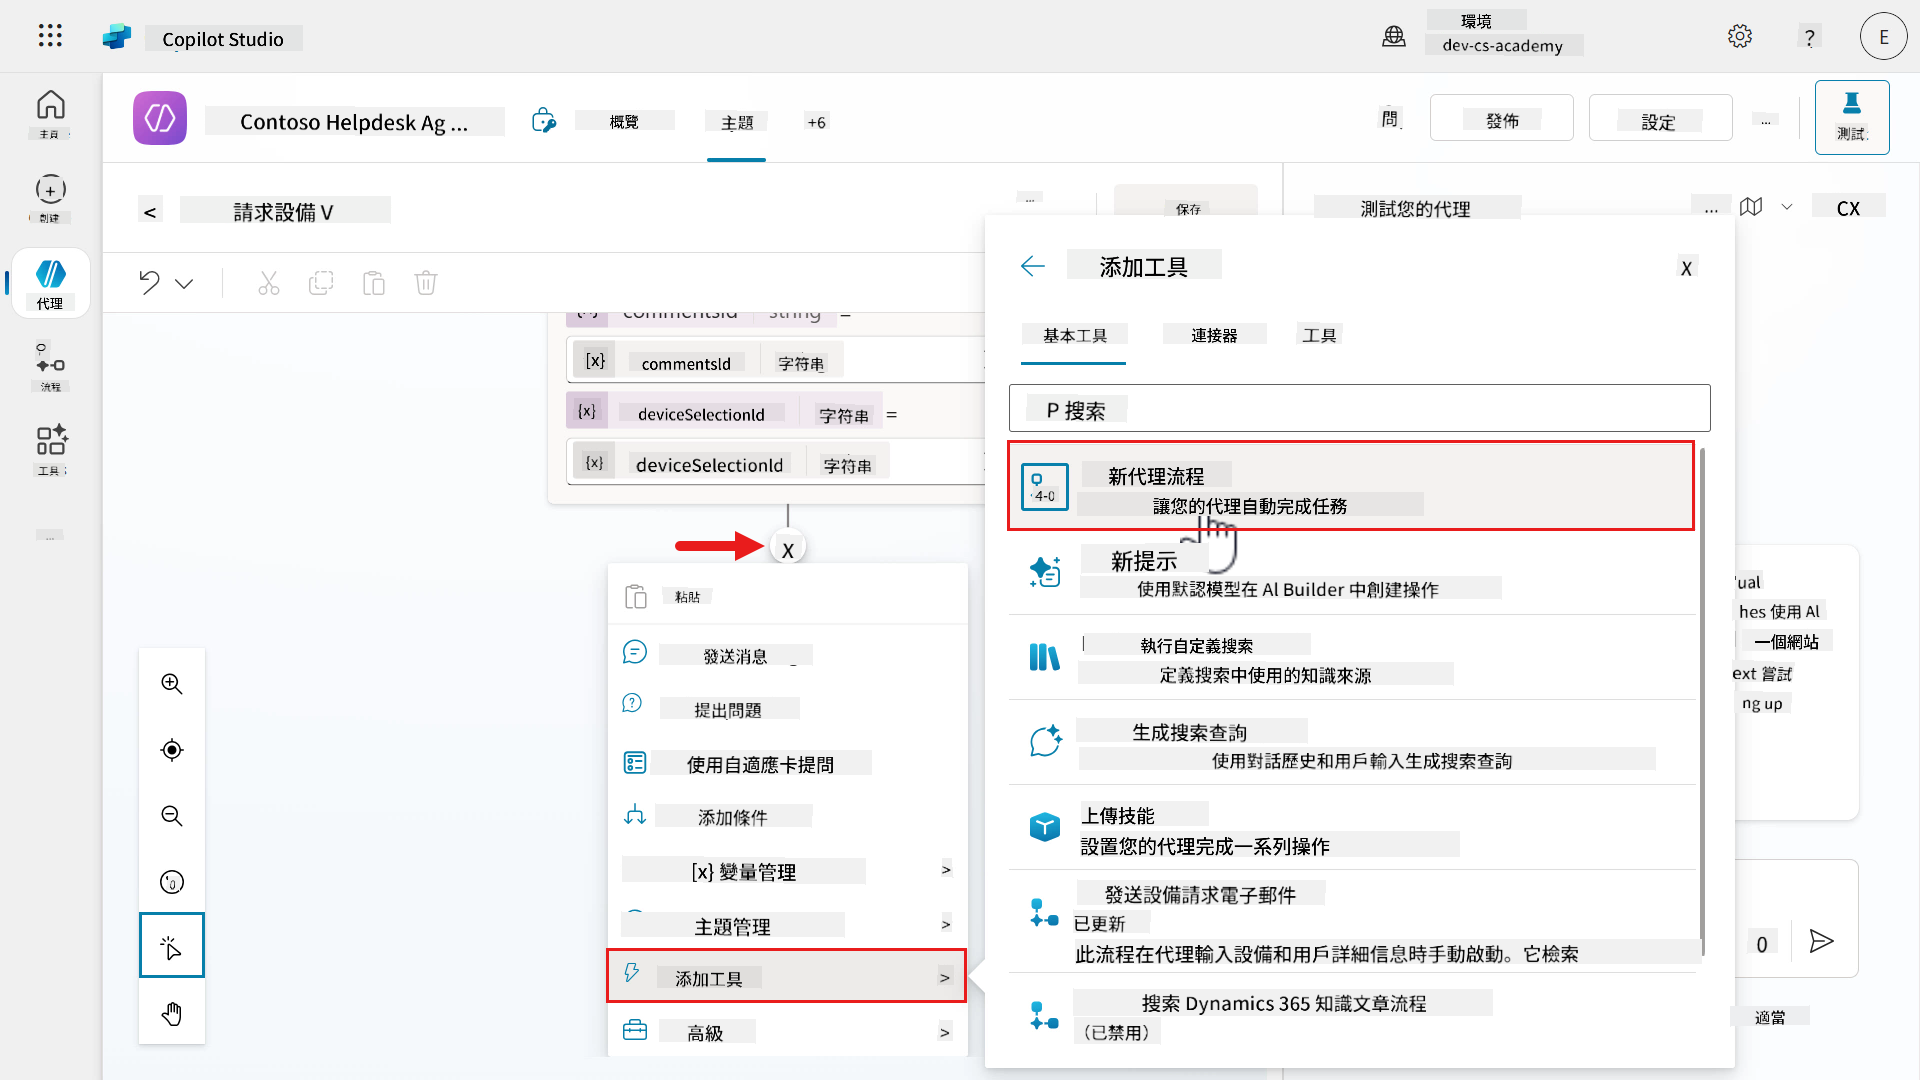 Copilot Studio
環境
dev-cs-academy
?
E
主頁
創建
代理
流程
工具
...
Contoso Helpdesk Ag ...
概覽
主題
+6
問
發佈
設定
...
測試
<
請求設備 V
...
保存
測試您的代理
...
CX
commentsId
string
=
[x}
commentsId
字符串
{x}
deviceSelectionId
字符串
=
{x}
deviceSelectionId
字符串
X
粘貼
發送消息
提出問題
使用自適應卡提問
添加條件
[x} 變量管理
>
主題管理
>
添加工具
>
高級
>
添加工具
X
基本工具
連接器
工具
P 搜索
4-0
新代理流程
讓您的代理自動完成任務
新提示
使用默認模型在 Al Builder 中創建操作
執行自定義搜索
定義搜索中使用的知識來源
生成搜索查詢
使用對話歷史和用戶輸入生成搜索查詢
上傳技能
設置您的代理完成一系列操作
發送設備請求電子郵件
已更新
此流程在代理輸入設備和用戶詳細信息時手動啟動。它檢索
搜索 Dynamics 365 知識文章流程
（已禁用）
ual
hes 使用 Al
一個網站
ext 嘗試
ng up
0
適當